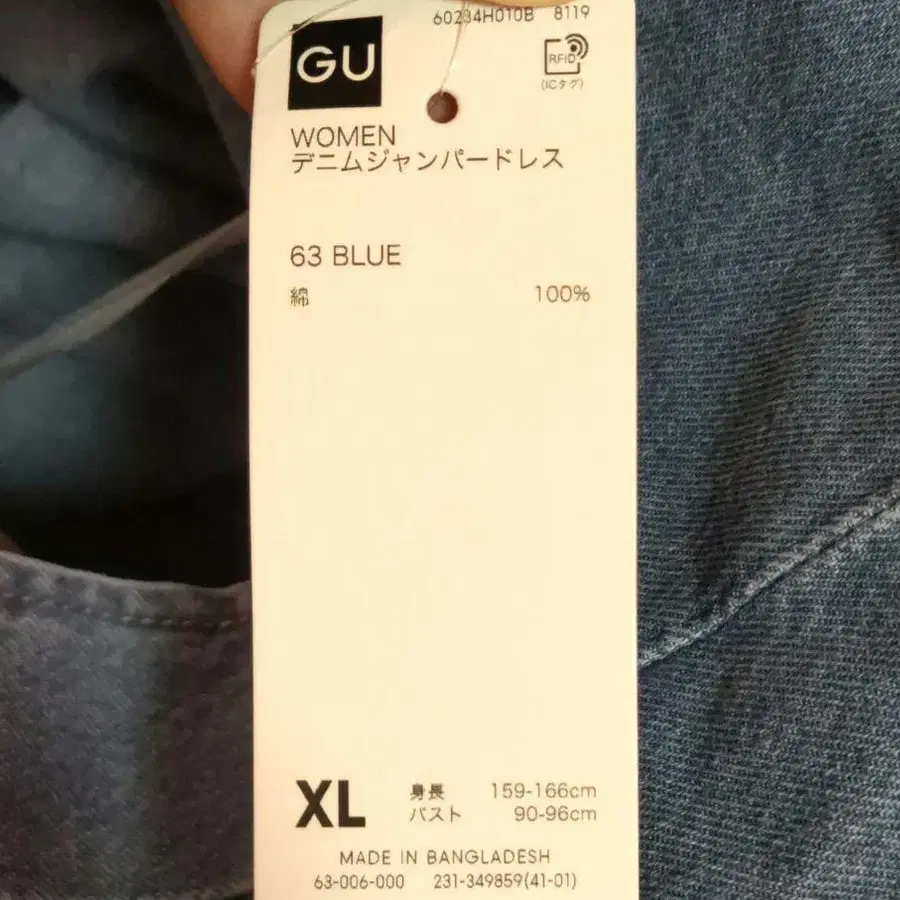 60284H010B 8119
GU
RFID
(ICタグ)
WOMEN
デニムジャンパードレス
63 BLUE
綿 100%
XL
身長 159-166cm
バスト 90-96cm
MADE IN BANGLADESH
63-006-000 231-349859(41-01)